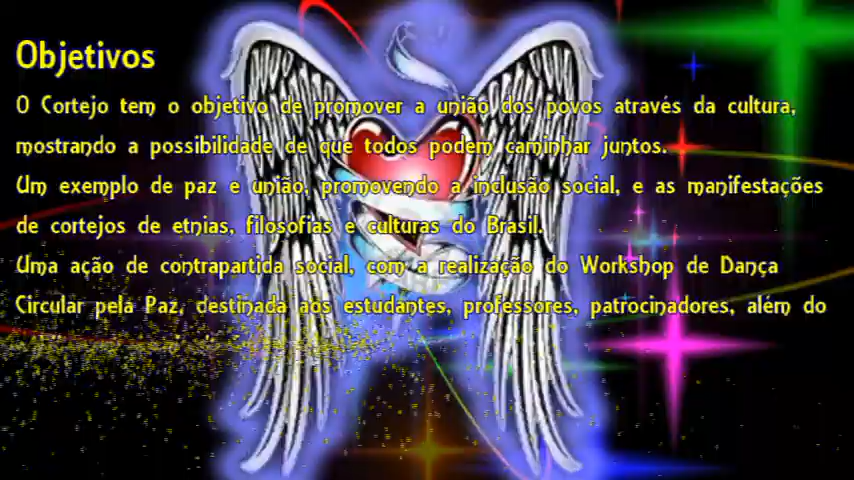 Objetivos
O Cortejo tem o objetivo de promover a união dos povos através da cultura,
mostrando a possibilidade de que todos podem caminhar juntos.
Um exemplo de paz e união, promovendo a inclusão social, e as manifestações
de cortejos de etnias, filosofias e culturas do Brasil.
Uma ação de contrapartida social, com a realização do Workshop de Dança
Circular pela Paz, destinada aos estudantes, professores, patrocinadores, além do